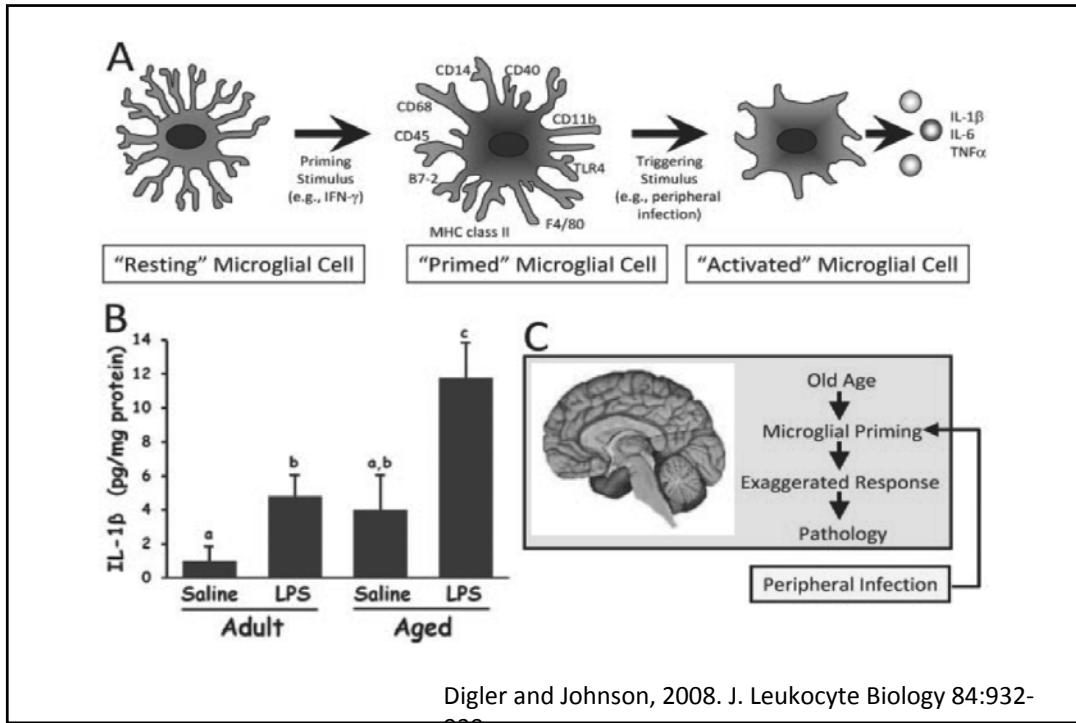 A
CD14
CD40
CD68
CD11b
CD45
TLR4
B7-2
F4/80
MHC class II
Priming
Stimulus
(e.g., IFN-γ)
Triggering
Stimulus
(e.g., peripheral
infection)
IL-1β
IL-6
TNFα
"Resting" Microglial Cell
"Primed" Microglial Cell
"Activated" Microglial Cell
B
IL-1β (pg/mg protein)
14
12
10
8
6
4
2
0
a
b
a,b
c
Saline
LPS
Saline
LPS
Adult
Aged
C
Old Age
Microglial Priming
Exaggerated Response
Pathology
Peripheral Infection
Digler and Johnson, 2008. J. Leukocyte Biology 84:932-